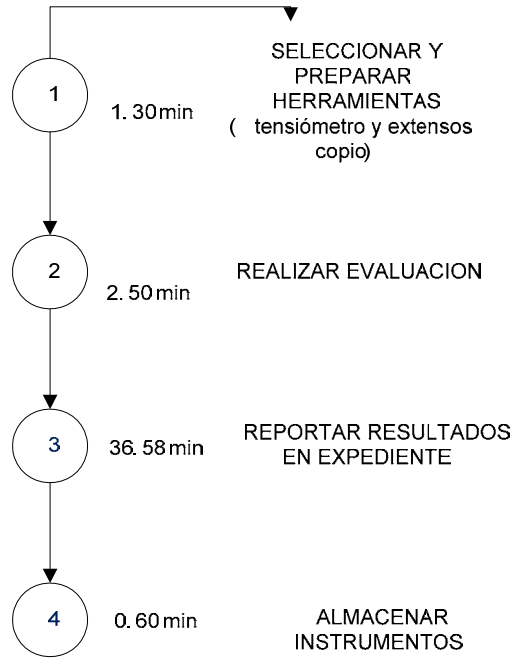 SELECCIONAR Y
PREPARAR
HERRAMIENTAS
( tensiómetro y extensos
copio)
1
1. 30 min
2
2. 50 min
REALIZAR EVALUACION
3
36. 58 min
REPORTAR RESULTADOS
EN EXPEDIENTE
4
0. 60 min
ALMACENAR
INSTRUMENTOS